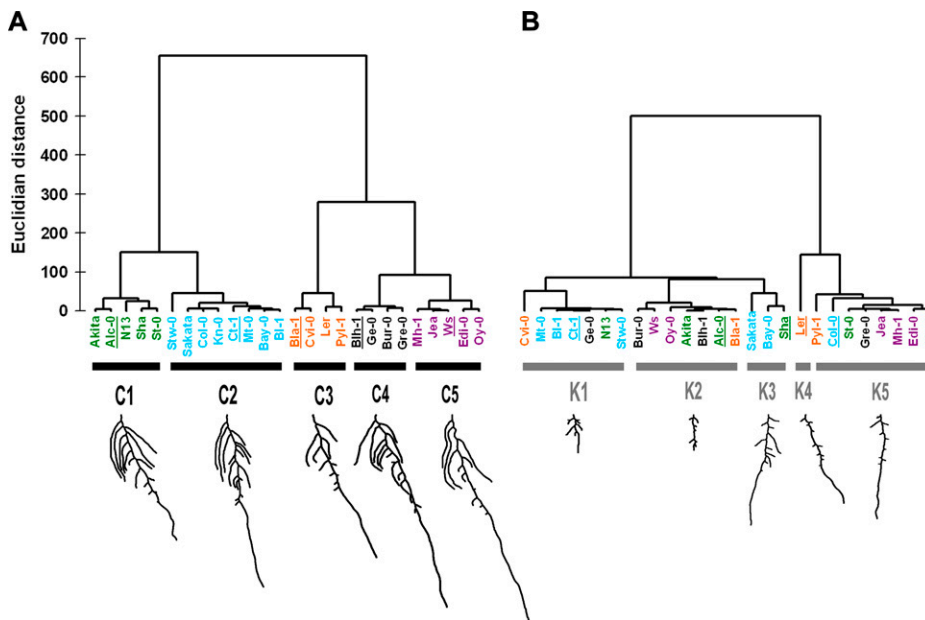 A
B
Euclidian distance
700
600
500
400
300
200
100
0
Akita
Alc-0
N13
Sha
St-0
Stw-0
Sakata
Col-0
Kn-0
Ct-1
Mt-0
Bay-0
Bl-1
Bla-1
Cvi-0
Ler
Pyl-1
Blh-1
Ge-0
Bur-0
Gre-0
Mh-1
Jea
Ws
Edi-0
Oy-0
Cvi-0
Mt-0
Bl-1
Ct-1
Ge-0
N13
Stw-0
Bur-0
Ws
Oy-0
Akita
Blh-1
Alc-0
Bla-1
Sakata
Bay-0
Sha
Ler
Pyl-1
Col-0
St-0
Gre-0
Jea
Mh-1
Edi-0
C1
C2
C3
C4
C5
K1
K2
K3
K4
K5